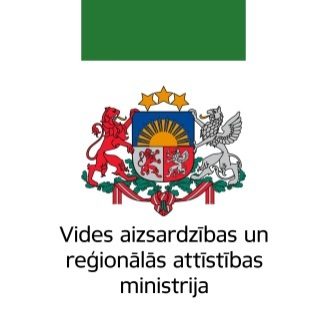 Vides aizsardzības un
reģionālās attīstības
ministrija